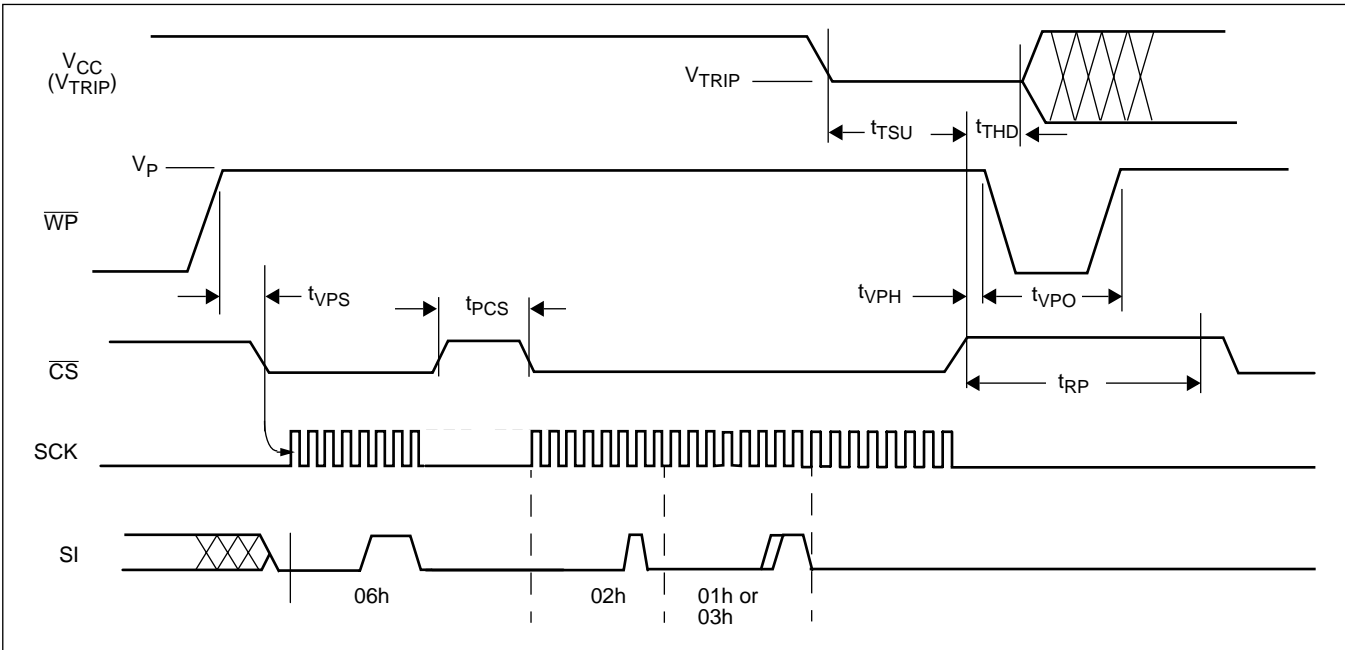 VCC
(VTRIP)
VTRIP
tTSU
tTHD
VP
WP
tVPS
tPCS
tVPH
tVPO
CS
tRP
SCK
SI
06h
02h
01h or
03h